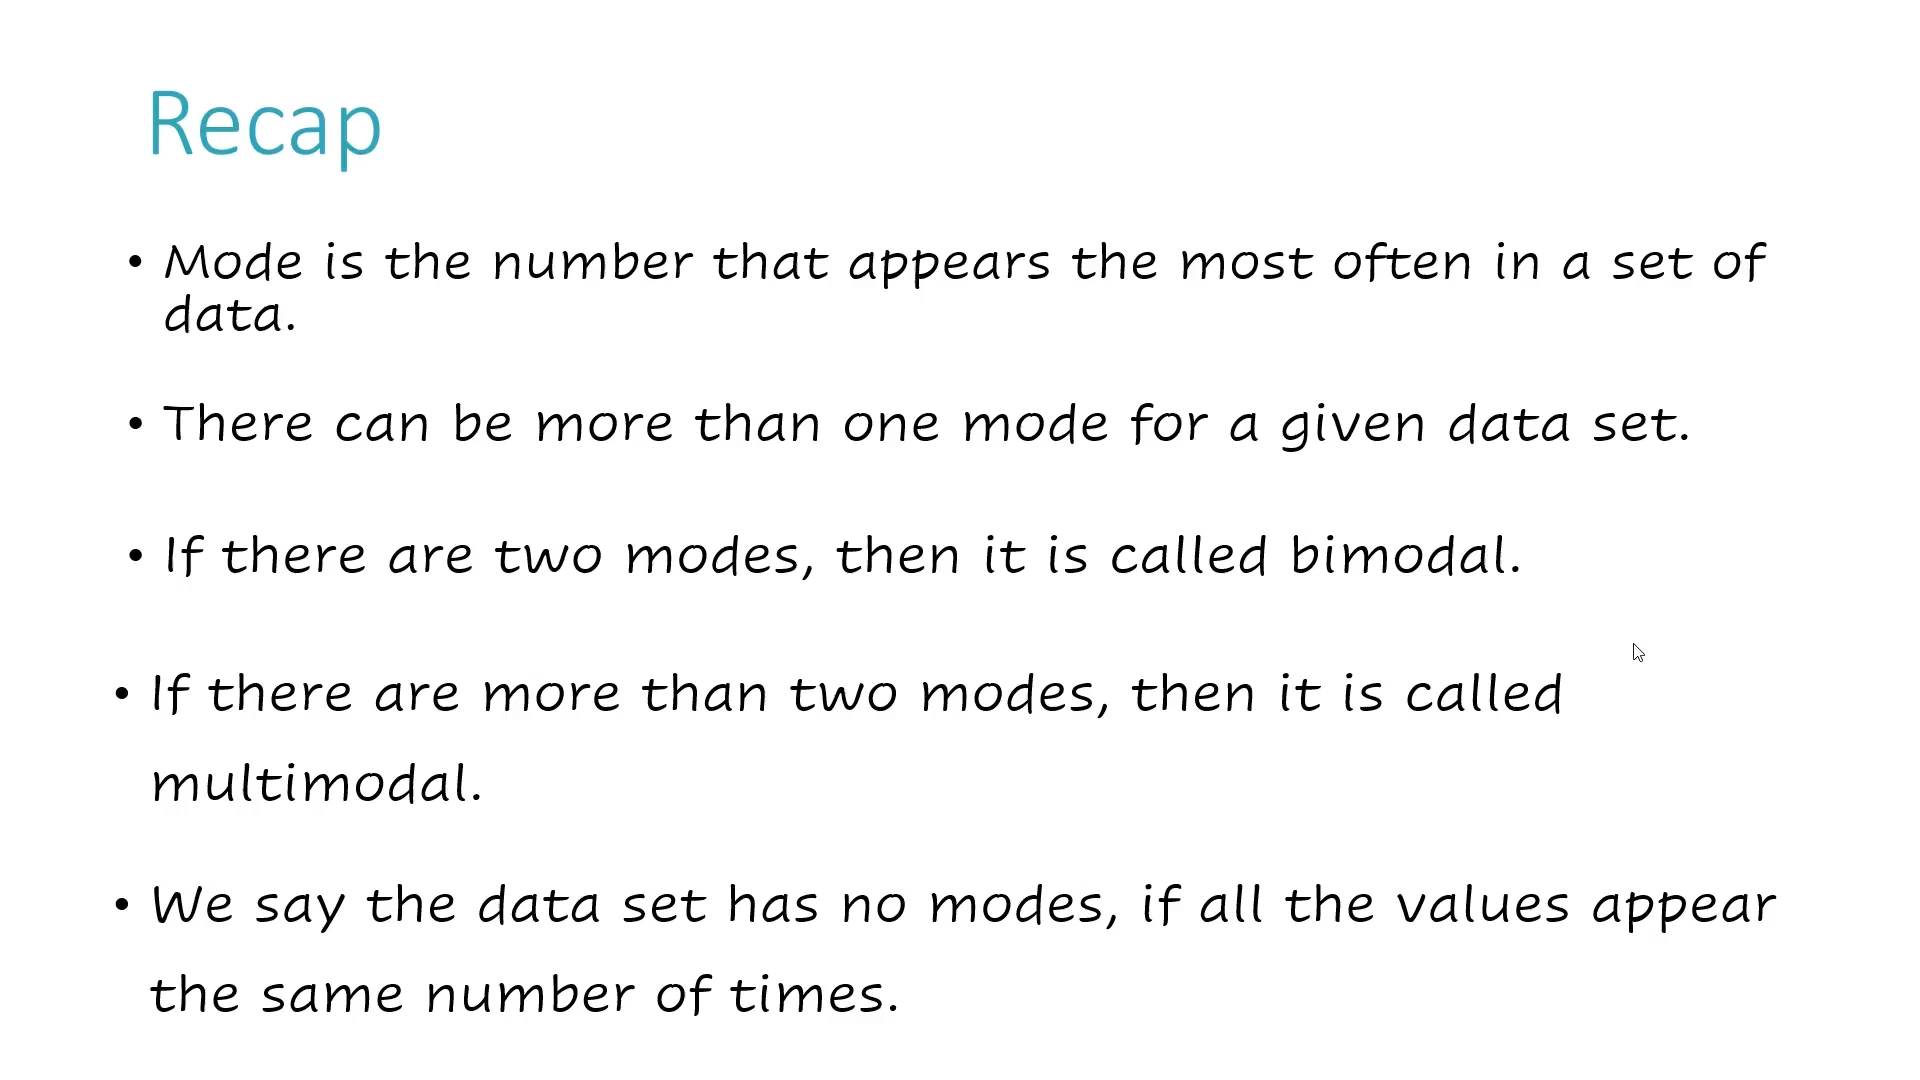 Recap
• Mode is the number that appears the most often in a set of
data.
• There can be more than one mode for a given data set.
• If there are two modes, then it is called bimodal.
• If there are more than two modes, then it is called
multimodal.
• We say the data set has no modes, if all the values appear
the same number of times.